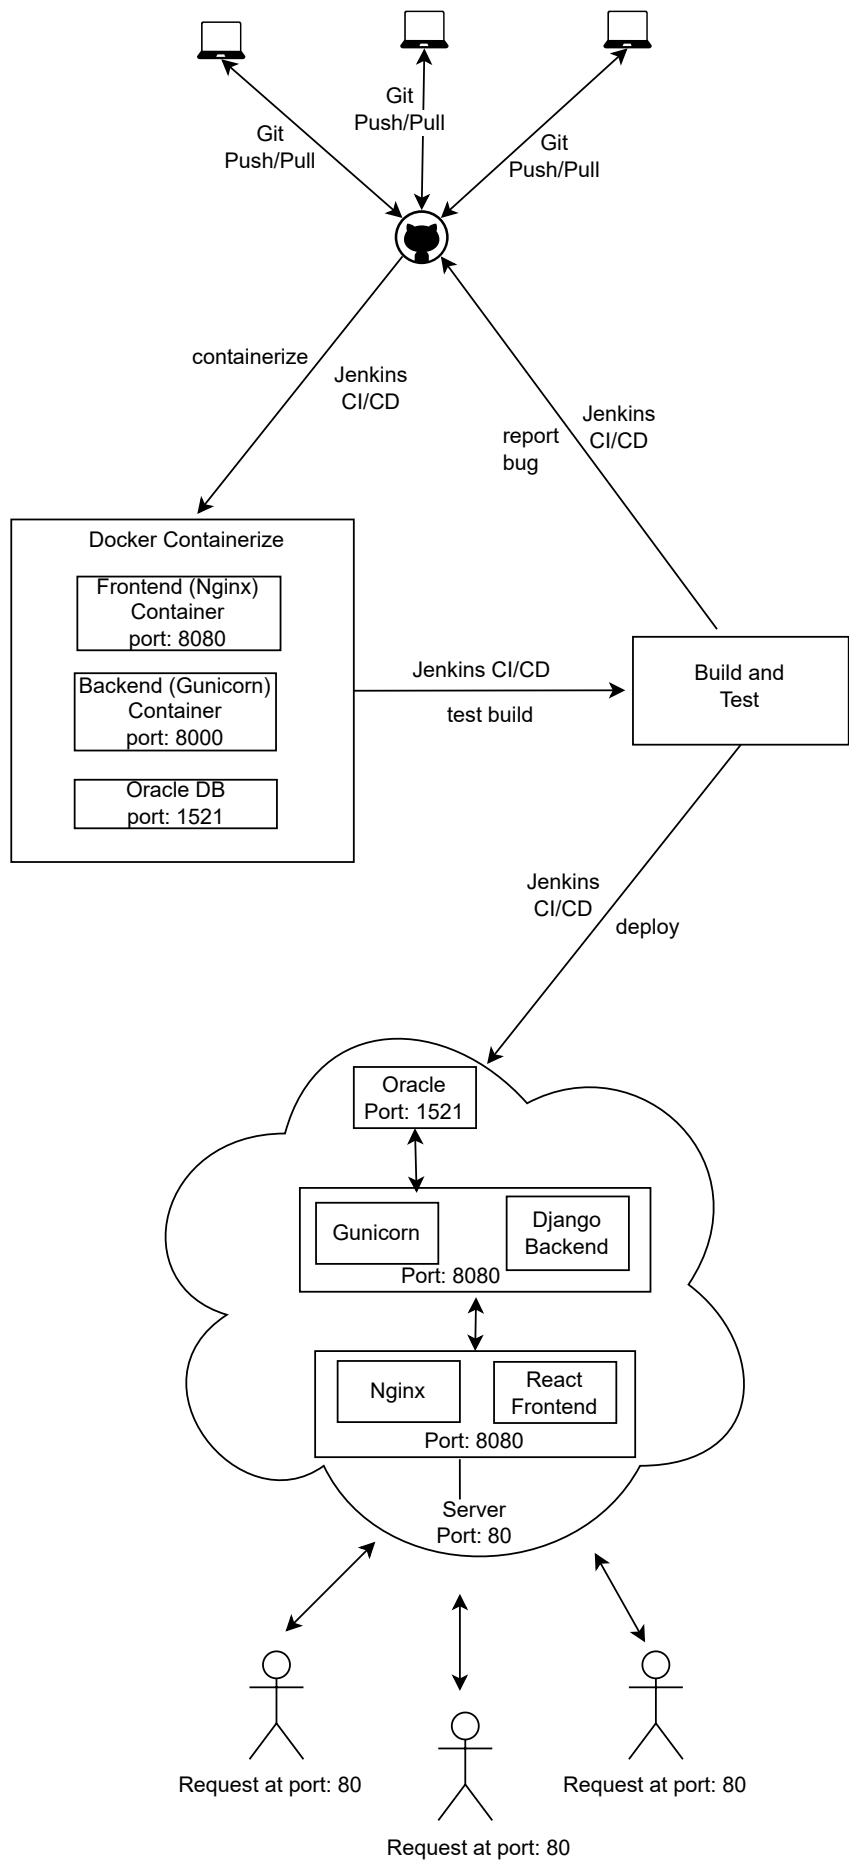 Git
Push/Pull
Git
Push/Pull
Git
Push/Pull
containerize
Jenkins
CI/CD
Jenkins
CI/CD
report
bug
Docker Containerize
Frontend (Nginx)
Container
port: 8080
Backend (Gunicorn)
Container
port: 8000
Oracle DB
port: 1521
Jenkins CI/CD
test build
Build and
Test
Jenkins
CI/CD
deploy
Oracle
Port: 1521
Gunicorn
Django
Backend
Port: 8080
Nginx
React
Frontend
Port: 8080
Server
Port: 80
Request at port: 80
Request at port: 80
Request at port: 80